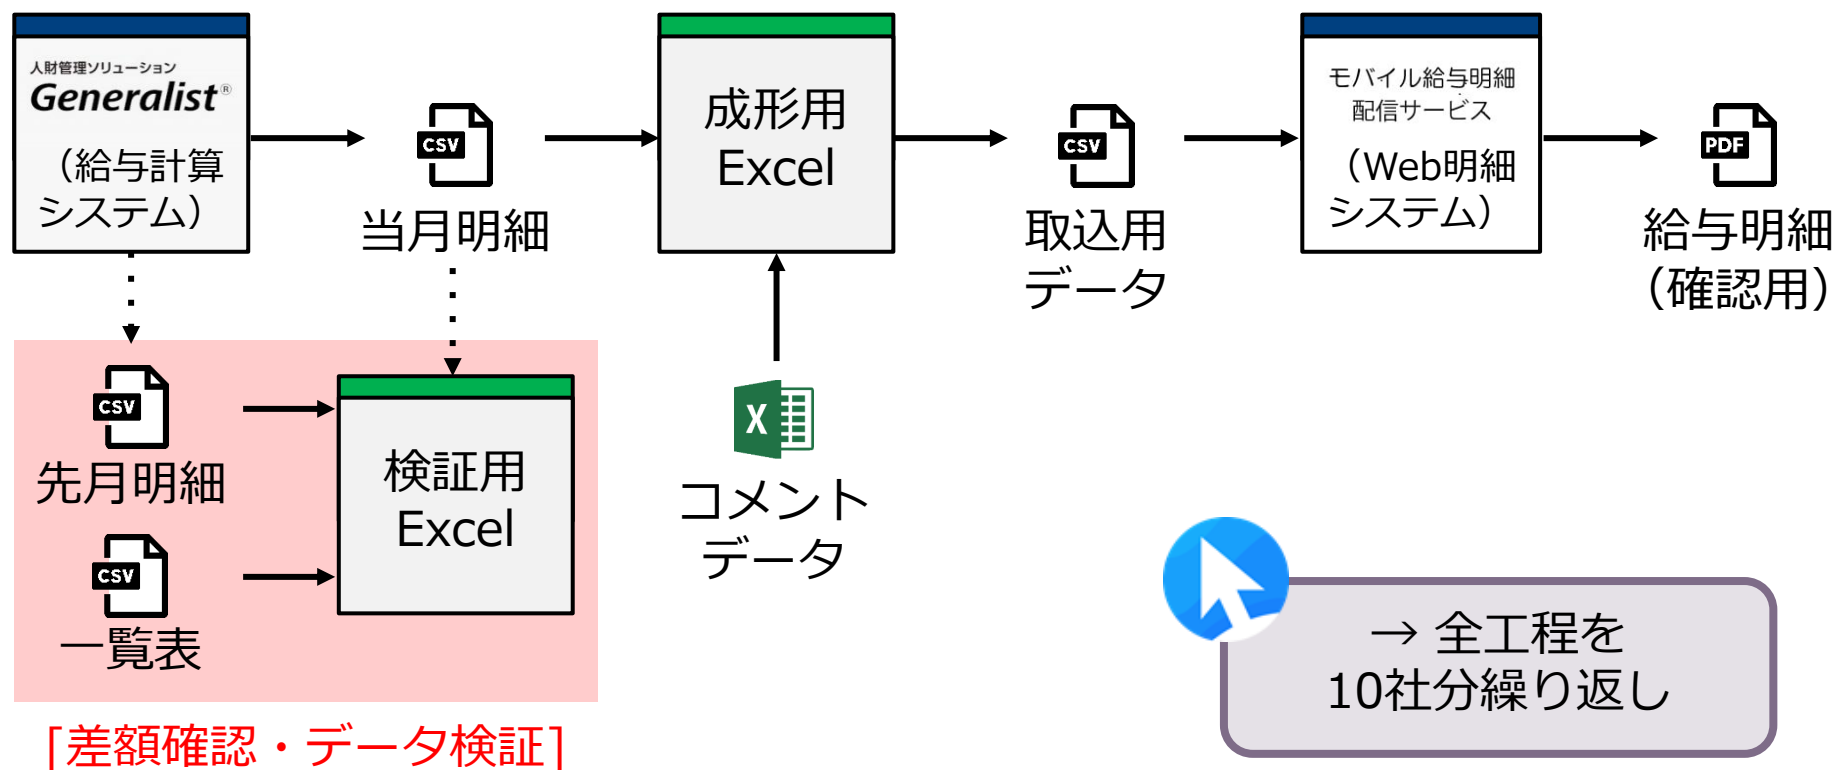 人財管理ソリューション
Generalist®
（給与計算
システム）
CSV
当月明細
成形用
Excel
CSV
取込用
データ
モバイル給与明細
配信サービス
（Web明細
システム）
PDF
給与明細
（確認用）
CSV
先月明細
CSV
一覧表
検証用
Excel
X
コメント
データ
→ 全工程を
10社分繰り返し
［差額確認・データ検証］